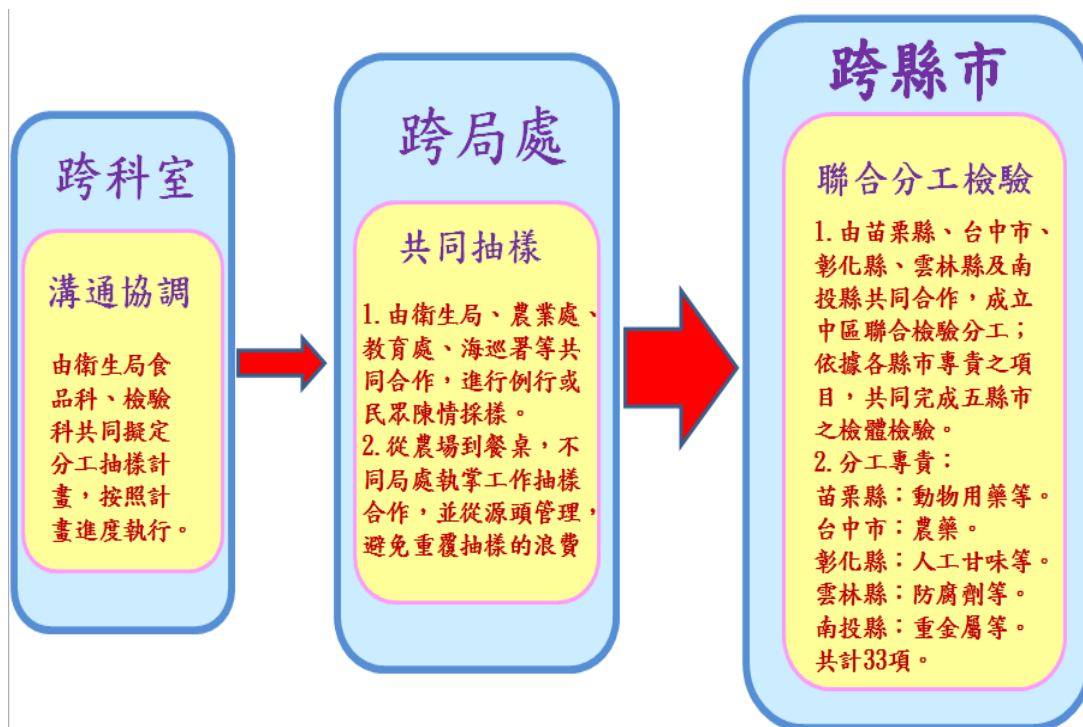 跨科室
溝通協調
由衛生局食
品科、檢驗
科共同擬定
分工抽樣計
畫，按照計
畫進度執行。
跨局處
共同抽樣
1.由衛生局、農業處、
教育處、海巡署等共
同合作，進行例行或
民眾陳情採樣。
2.從農場到餐桌，不
同局處執掌工作抽樣
合作，並從源頭管理，
避免重覆抽樣的浪費
跨縣市
聯合分工檢驗
1.由苗栗縣、台中市、
彰化縣、雲林縣及南
投縣共同合作，成立
中區聯合檢驗分工；
依據各縣市專責之項
目，共同完成五縣市
之檢體檢驗。
2.分工專責：
苗栗縣：動物用藥等。
台中市：農藥。
彰化縣：人工甘味等。
雲林縣：防腐劑等。
南投縣：重金屬等。
共計33項。